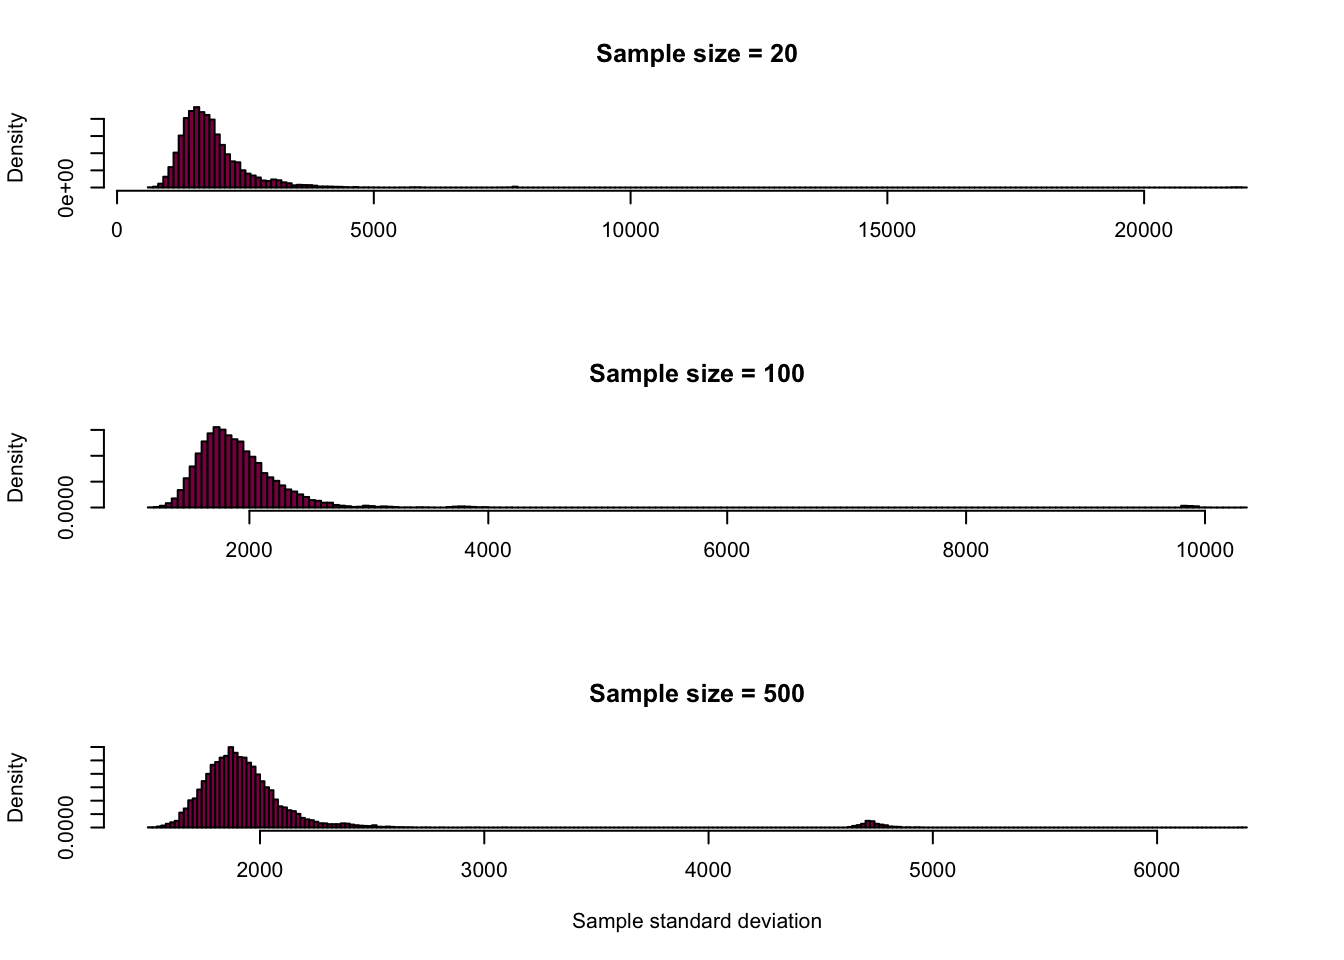 Sample size = 20
Density
0e+00
0 5000 10000 15000 20000
Sample size = 100
Density
0.0000
2000 4000 6000 8000 10000
Sample size = 500
Density
0.0000
2000 3000 4000 5000 6000
Sample standard deviation